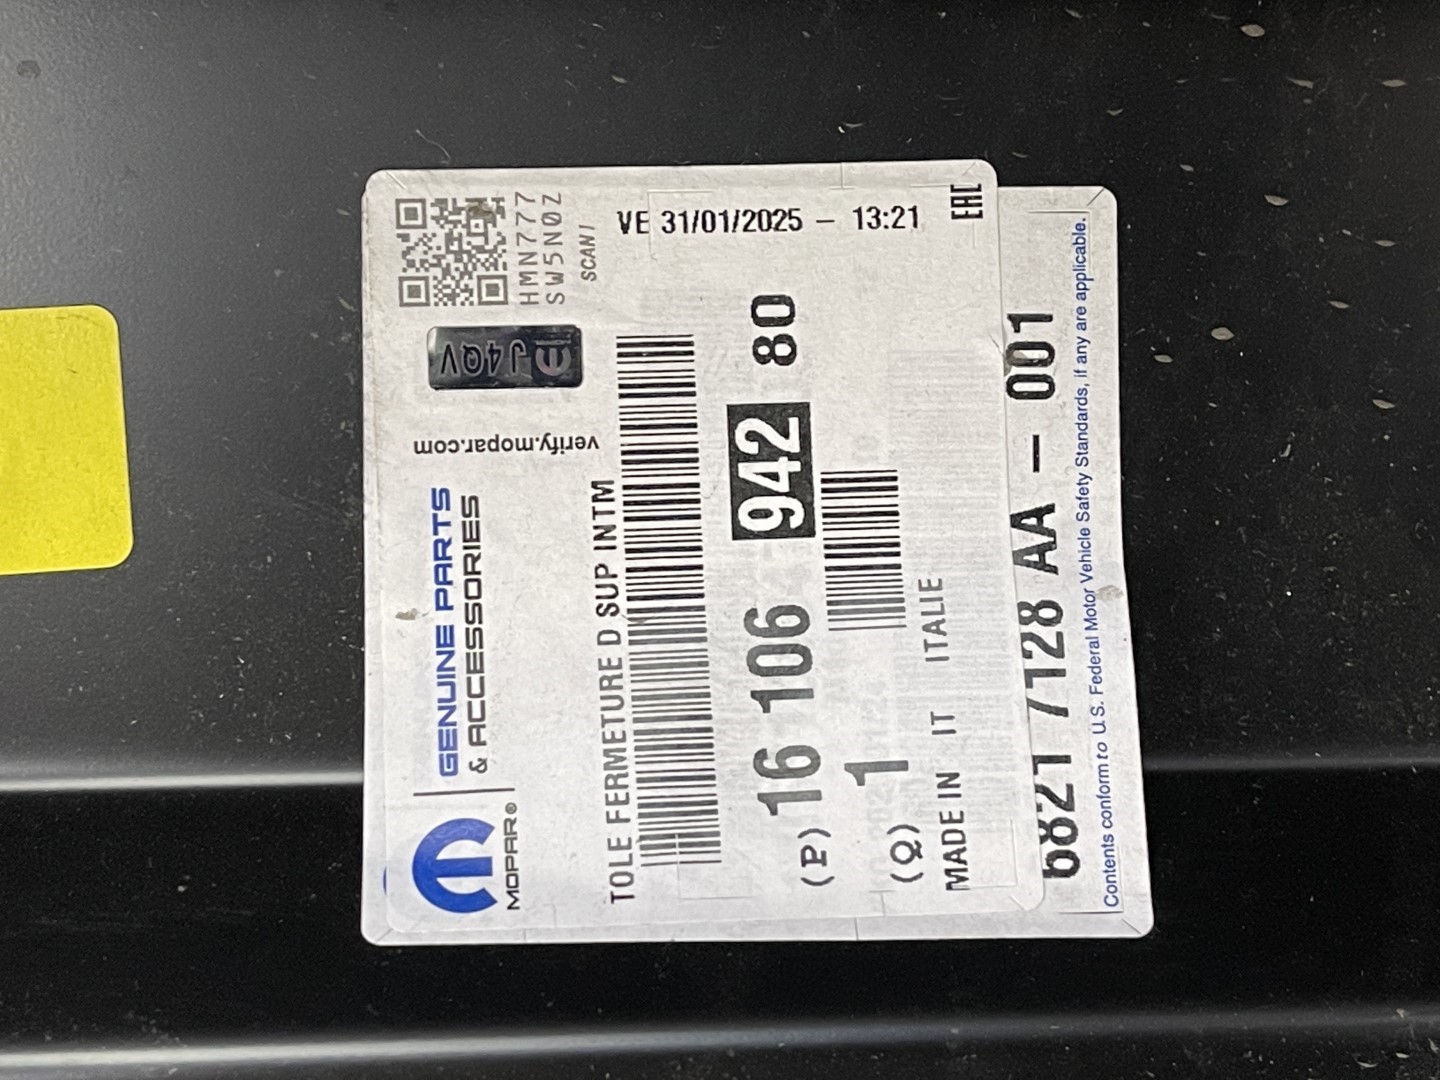 MOPAR®
GENUINE PARTS
& ACCESSORIES
verify.mopar.com
J4QV
MOPAR
HMN777
SW5N0Z
SCAN!
TOLE FERMETURE D SUP INTM
VE 31/01/2025 - 13:21
(P) 16 106 942 80
(Q) 1
MADE IN IT ITALIE
EAC
6821 7128 AA - 001
Contents conform to U.S. Federal Motor Vehicle Safety Standards, if any are applicable.